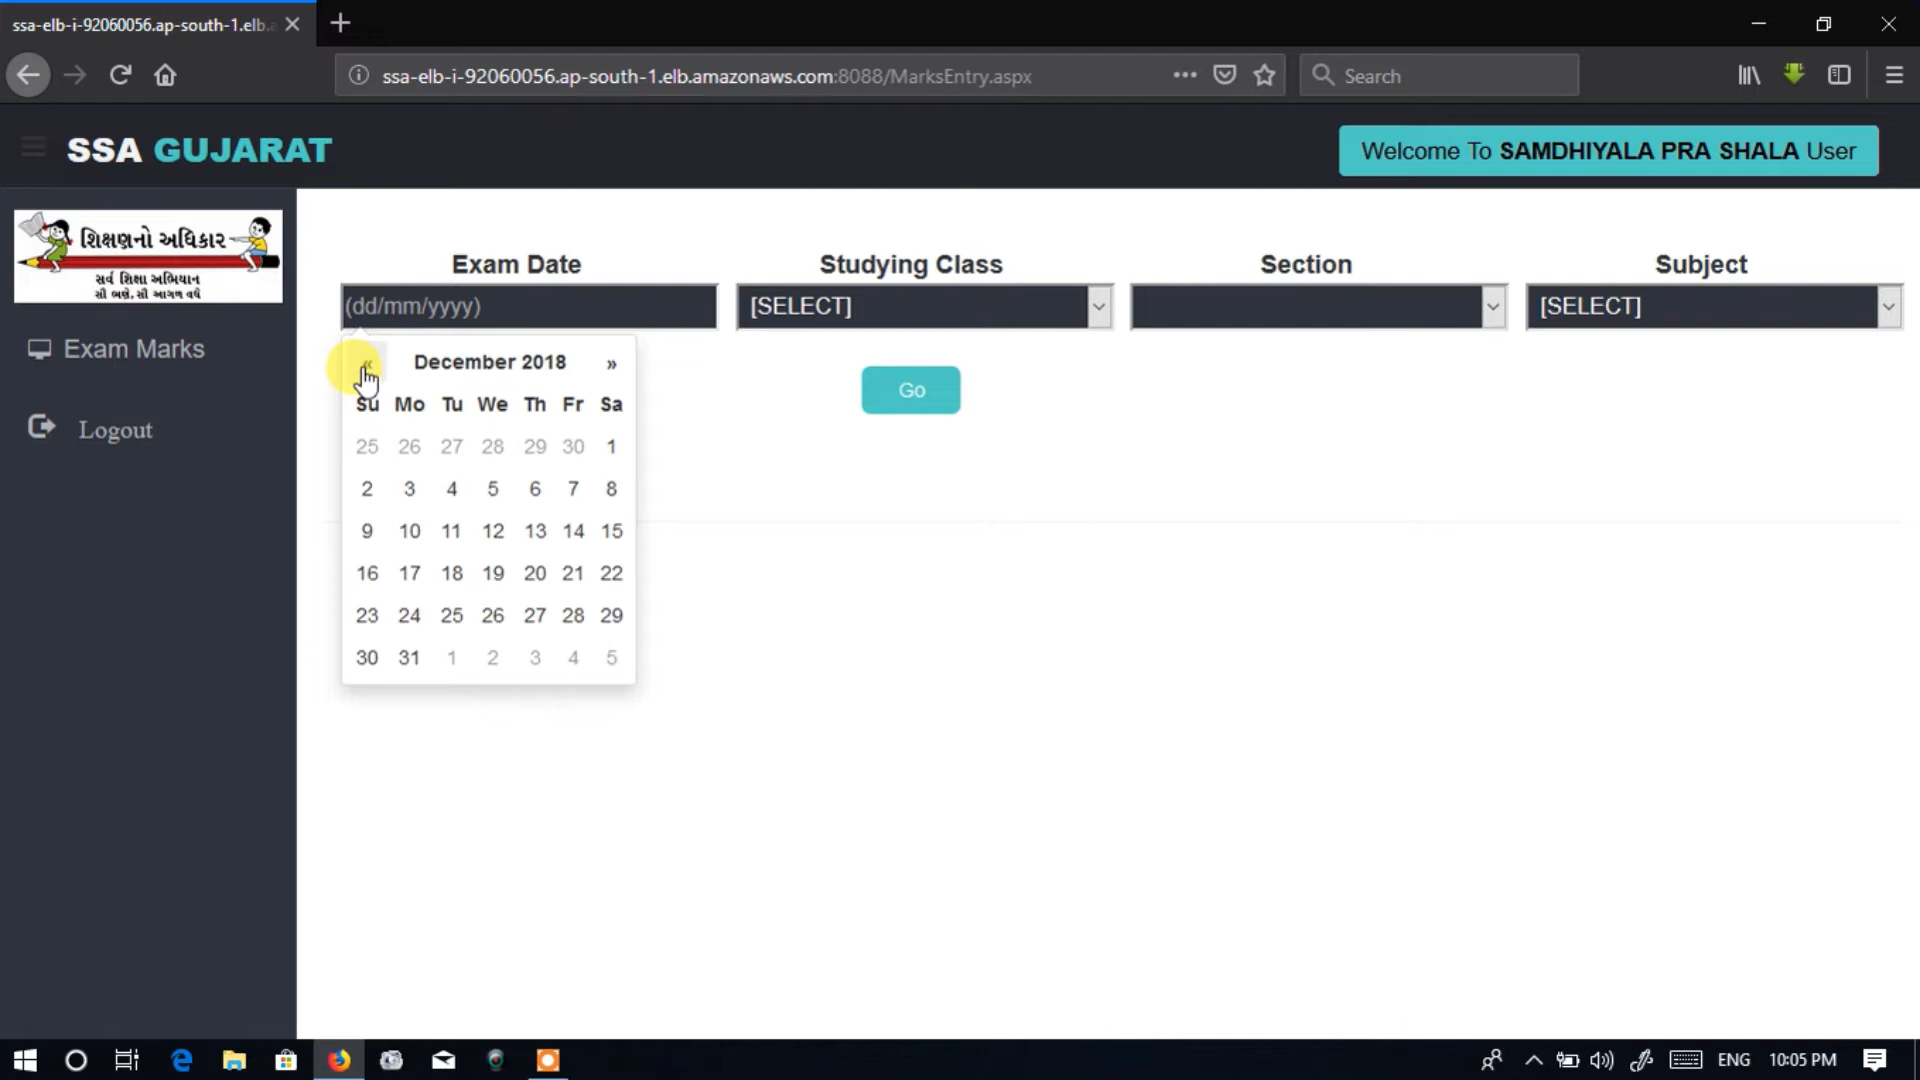 ssa-elb-i-92060056.ap-south-1.elb.
ssa-elb-i-92060056.ap-south-1.elb.amazonaws.com:8088/MarksEntry.aspx
Search
SSA GUJARAT
Welcome To SAMDHIYALA PRA SHALA User
શિક્ષણનો અધિકાર
સર્વ શિક્ષા અભિયાન
સૌ ભણે, સૌ આગળ વધે
Exam Marks
Logout
Exam Date
Studying Class
Section
Subject
(dd/mm/yyyy)
[SELECT]
[SELECT]
« December 2018 »
Su Mo Tu We Th Fr Sa
25 26 27 28 29 30 1
2 3 4 5 6 7 8
9 10 11 12 13 14 15
16 17 18 19 20 21 22
23 24 25 26 27 28 29
30 31 1 2 3 4 5
Go
ENG
10:05 PM